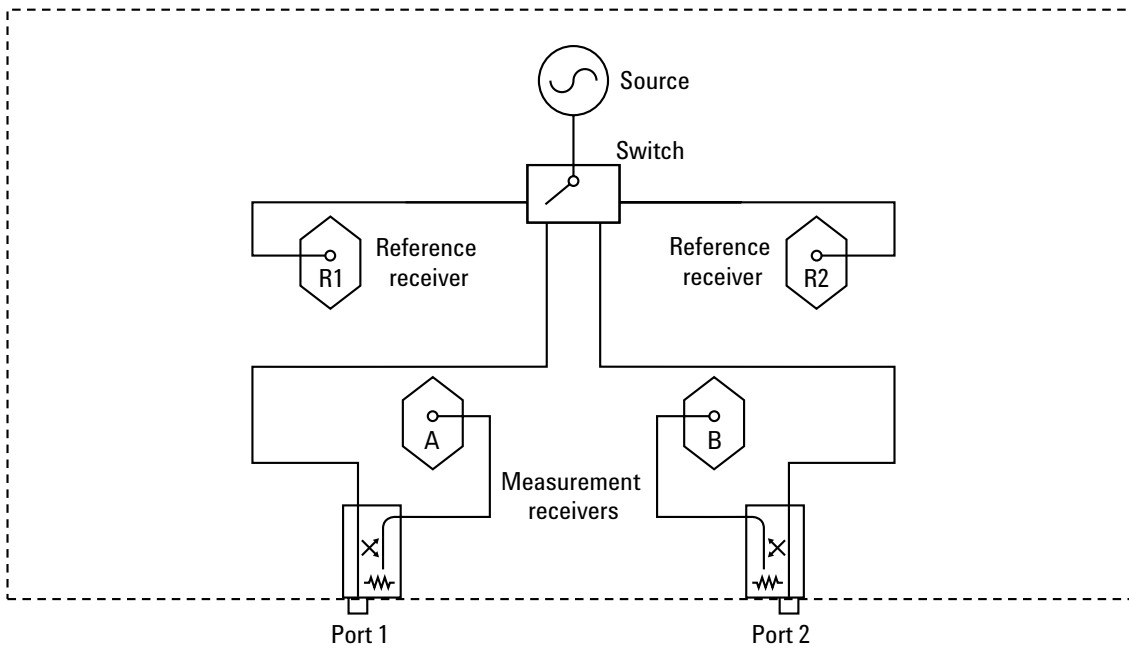 Source
Switch
Reference
receiver
R1
Reference
receiver
R2
A
B
Measurement
receivers
Port 1
Port 2